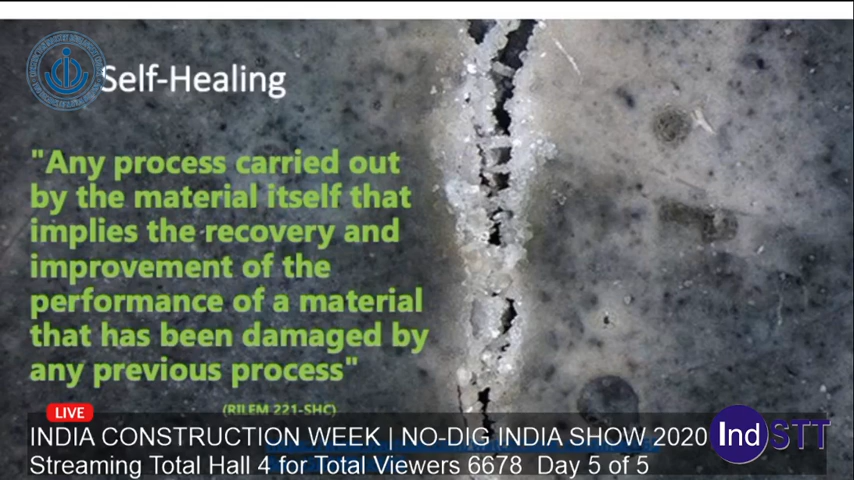 Self-Healing
"Any process carried out
by the material itself that
implies the recovery and
improvement of the
performance of a material
that has been damaged by
any previous process"
(RILEM 221-SHC)
LIVE
INDIA CONSTRUCTION WEEK | NO-DIG INDIA SHOW 2020
IndSTT
Streaming Total Hall 4 for Total Viewers 6678 Day 5 of 5